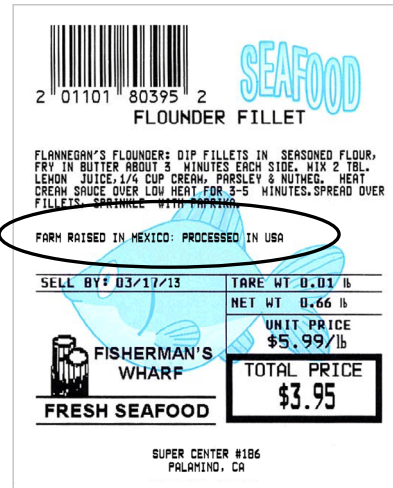 SEAFOOD
2 01101 80395 2
FLOUNDER FILLET
FLANNEGAN'S FLOUNDER: DIP FILLETS IN SEASONED FLOUR,
FRY IN BUTTER ABOUT 3 MINUTES EACH SIDE. MIX 2 TBL.
LEMON JUICE,1/4 CUP CREAM, PARSLEY & NUTMEG. HEAT
CREAM SAUCE OVER LOW HEAT FOR 3-5 MINUTES.SPREAD OVER
FILLETS, SPRINKLE WITH PAPRIKA.
FARM RAISED IN MEXICO: PROCESSED IN USA
SELL BY: 03/17/13
TARE WT 0.01 lb
NET WT 0.66 lb
UNIT PRICE
$5.99/lb
FISHERMAN'S
WHARF
FRESH SEAFOOD
TOTAL PRICE
$3.95
SUPER CENTER #186
PALAMINO, CA